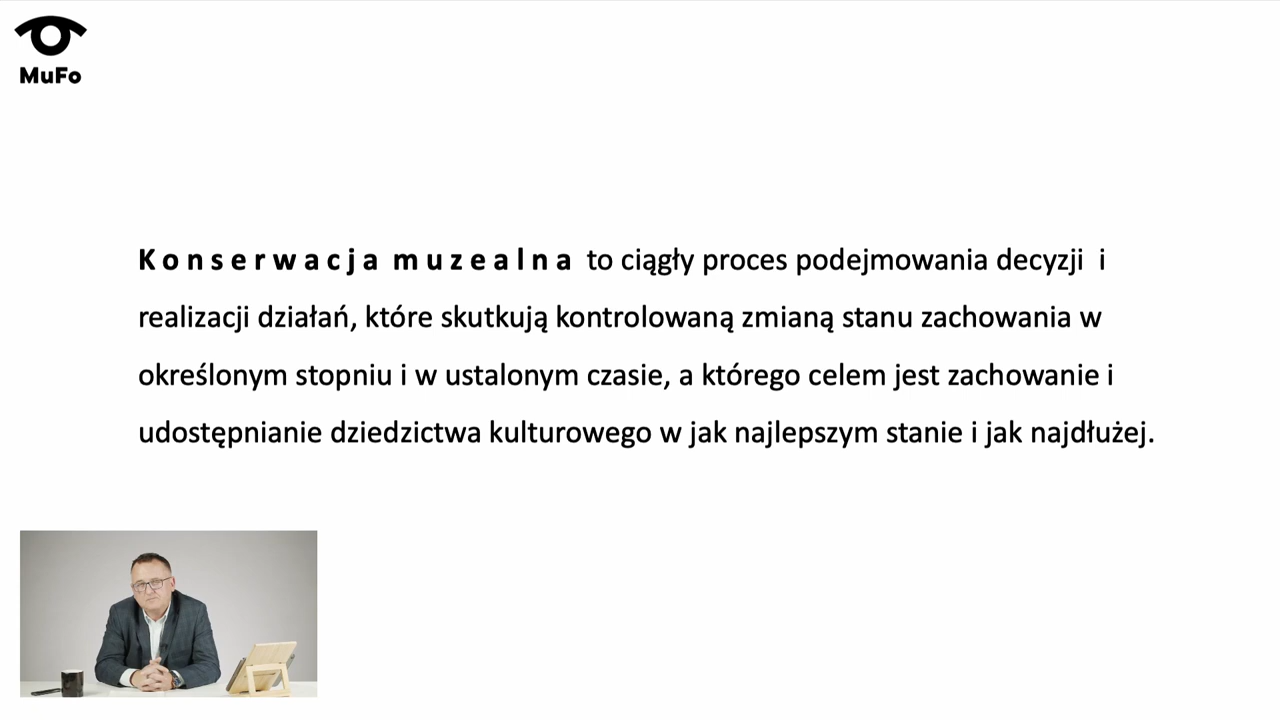 MuFo
Konserwacja muzealna to ciągły proces podejmowania decyzji i
realizacji działań, które skutkują kontrolowaną zmianą stanu zachowania w
określonym stopniu i w ustalonym czasie, a którego celem jest zachowanie i
udostępnianie dziedzictwa kulturowego w jak najlepszym stanie i jak najdłużej.